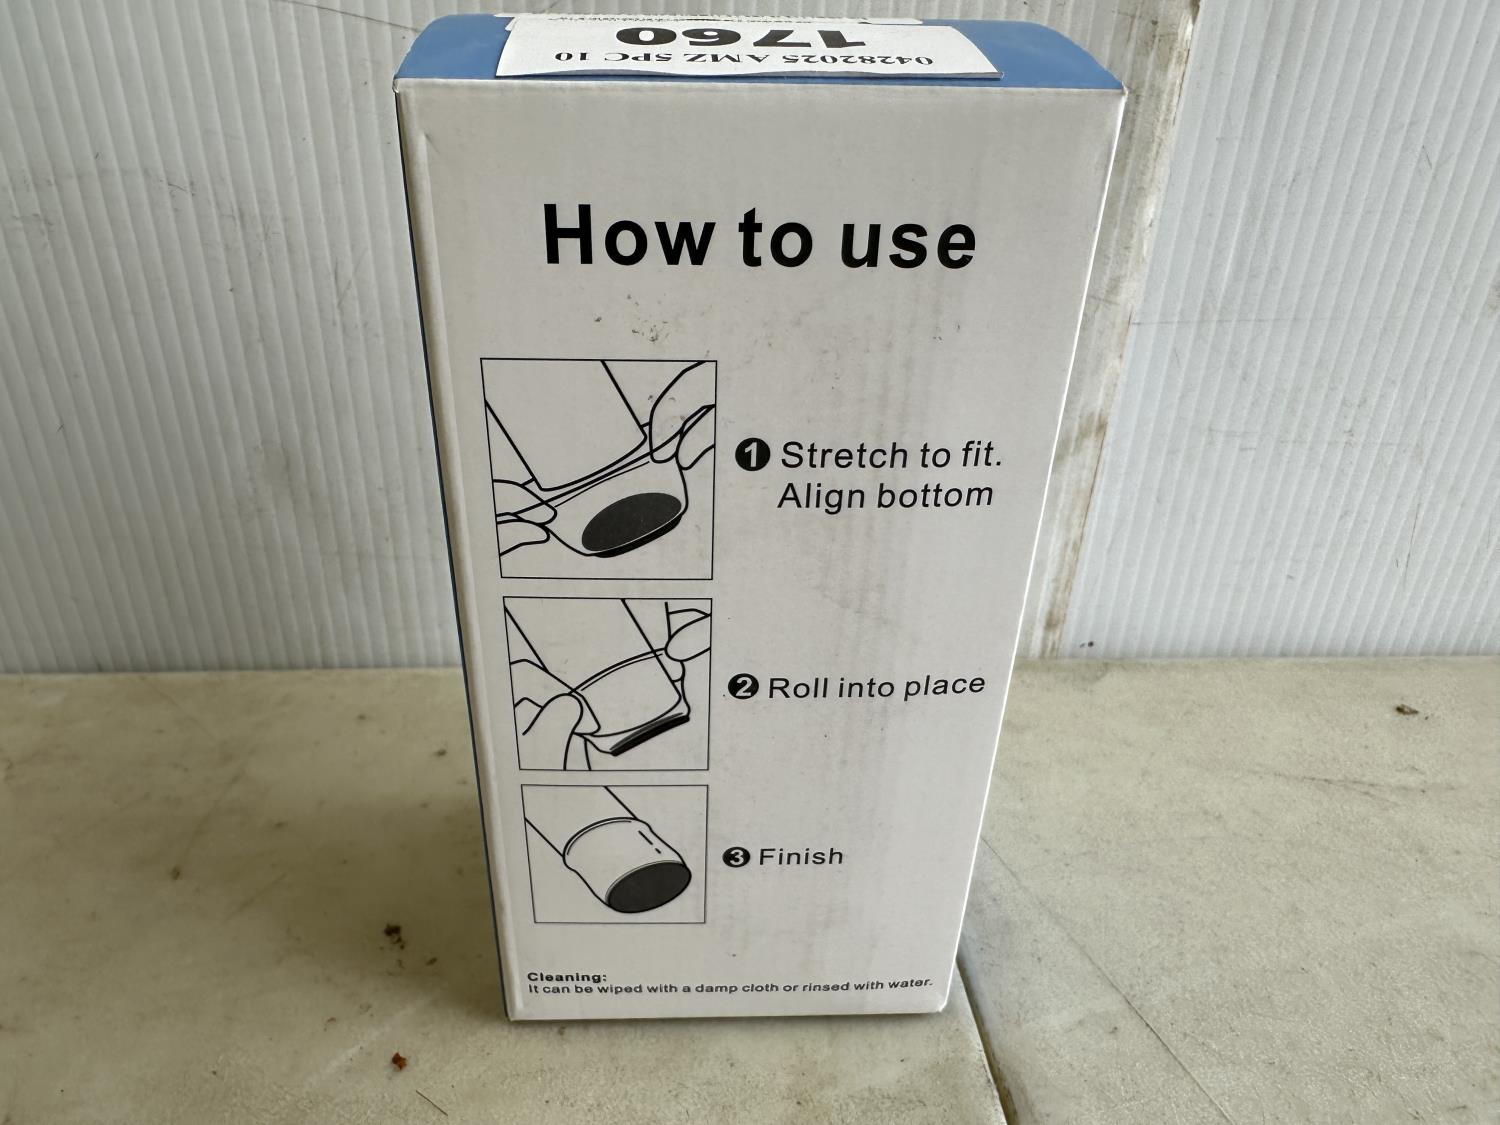 1760
04282025 AMZ SPC 10
How to use
1 Stretch to fit.
Align bottom
2 Roll into place
3 Finish
Cleaning:
It can be wiped with a damp cloth or rinsed with water.